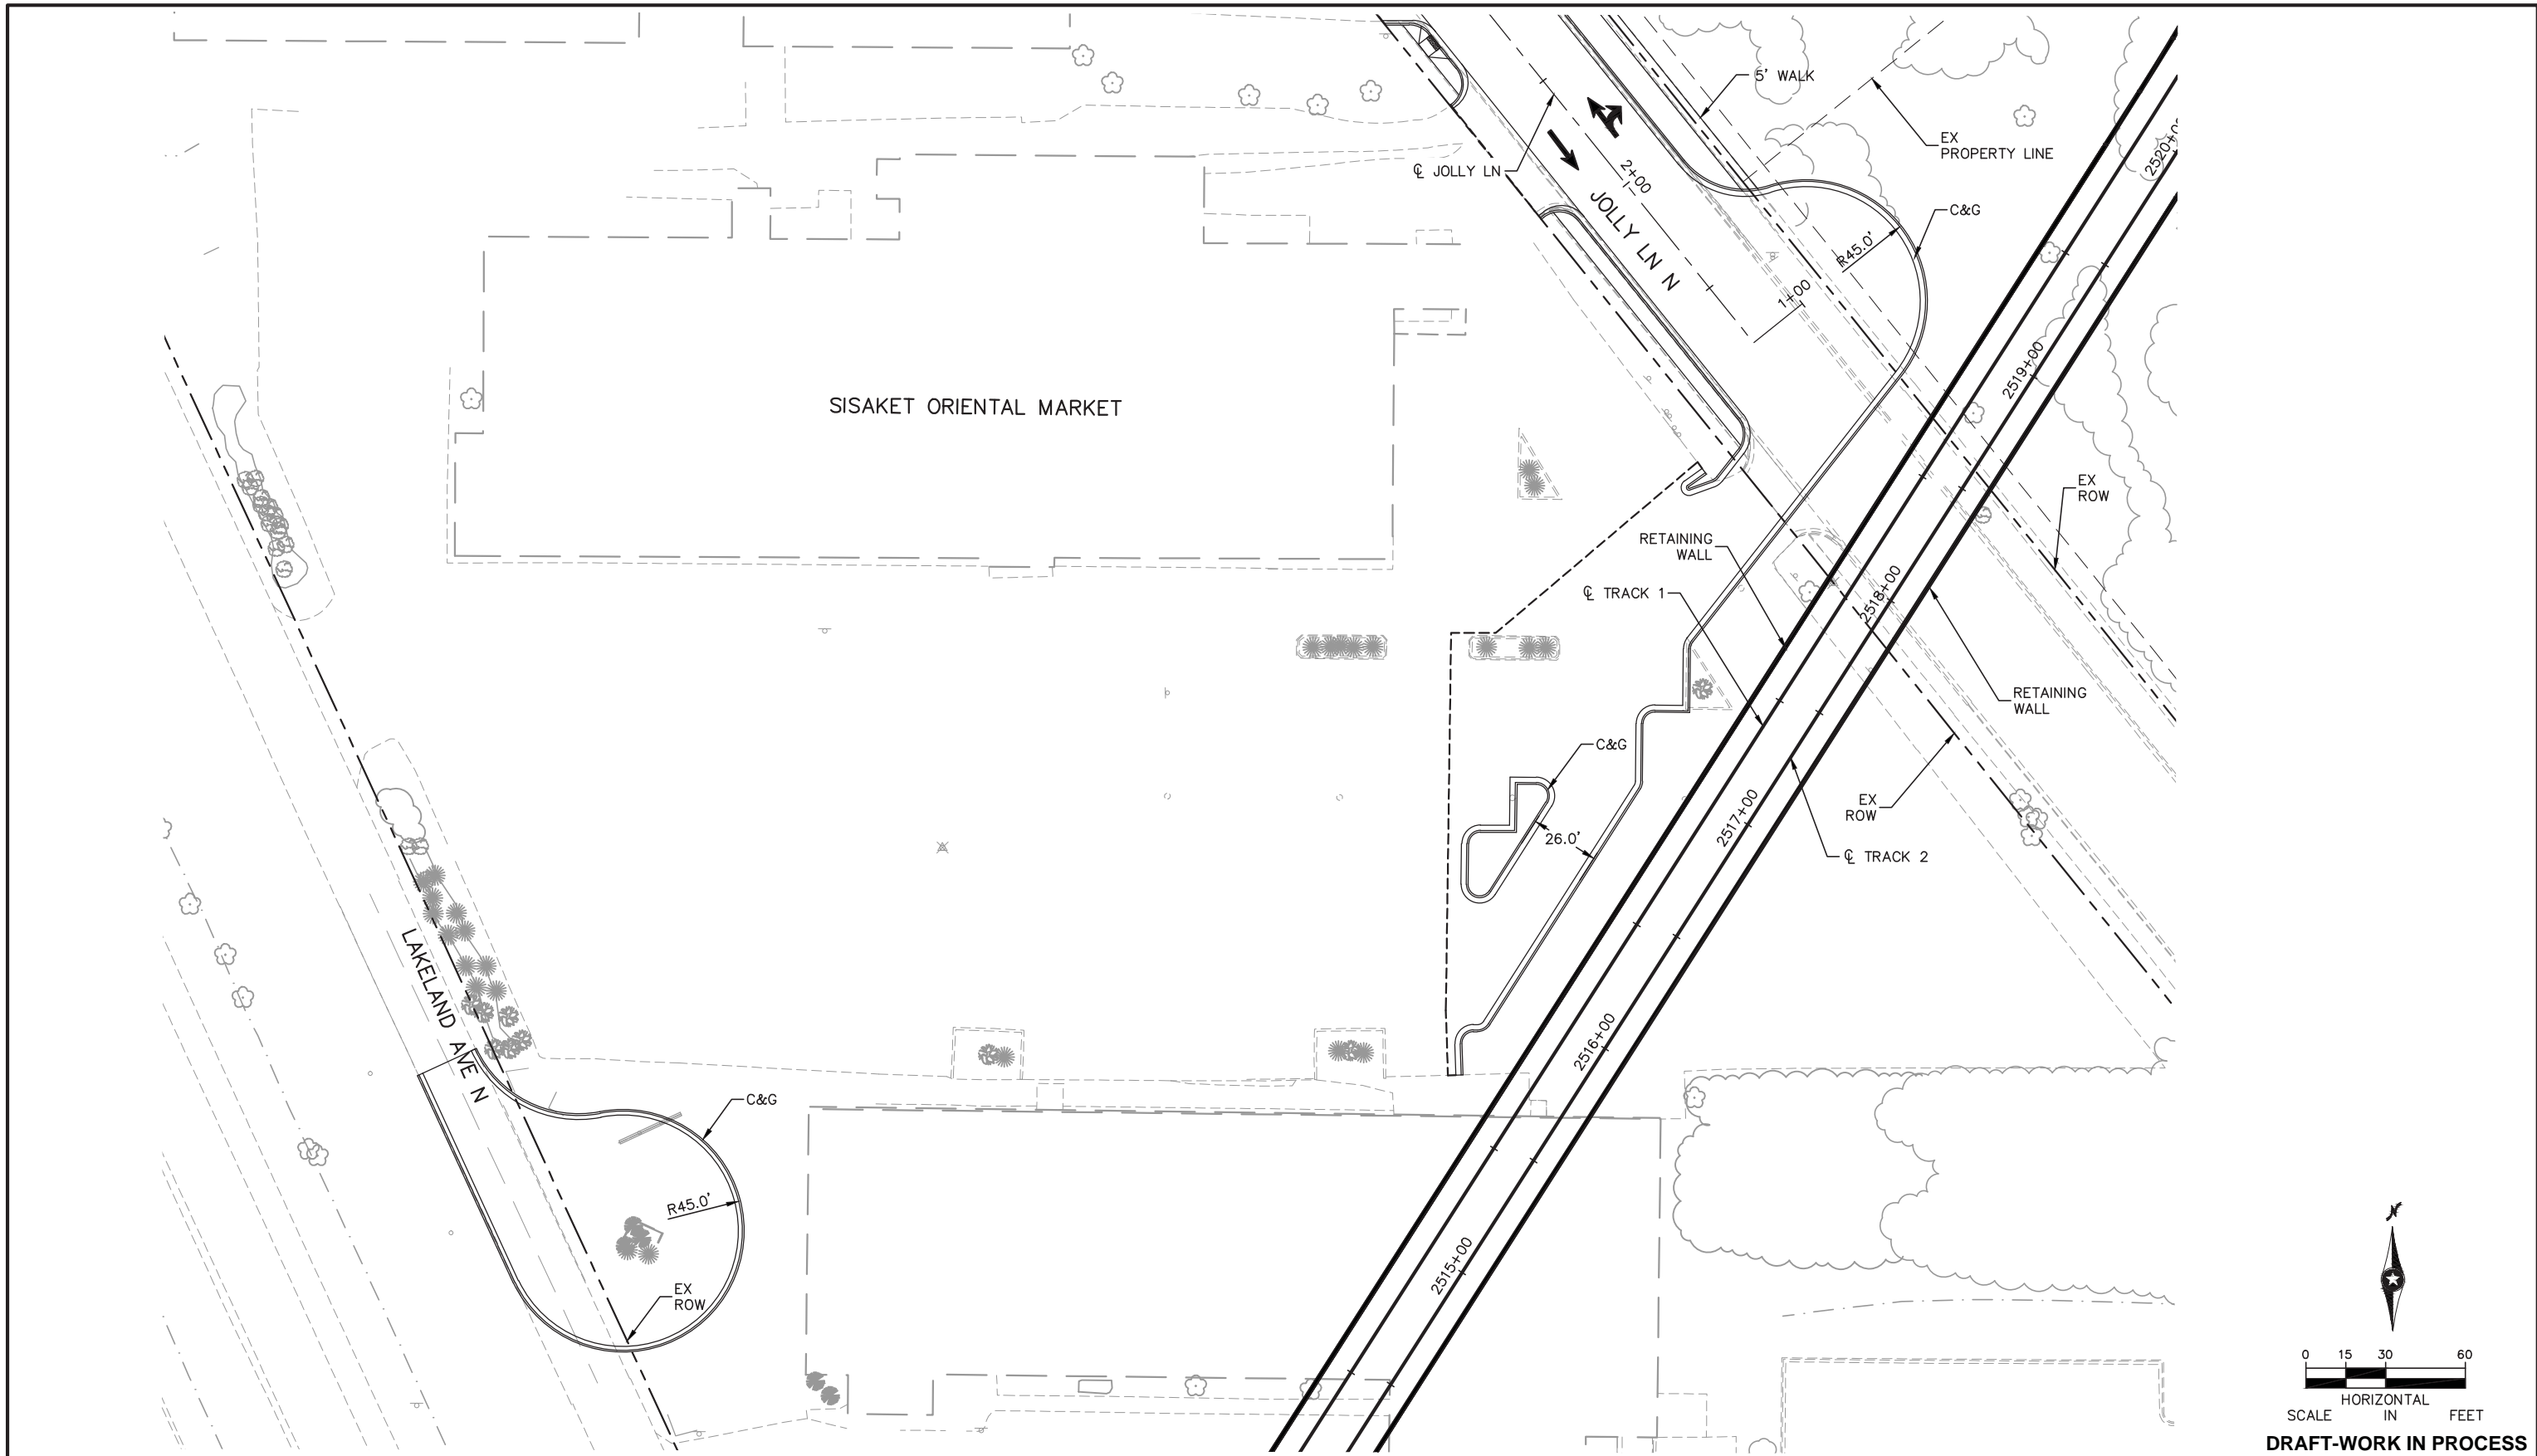 5' WALK
EX
PROPERTY LINE
℄ JOLLY LN
2+00
JOLLY LN N
C&G
R45.0'
1+00
2519+00
SISAKET ORIENTAL MARKET
EX
ROW
RETAINING
WALL
℄ TRACK 1
2518+00
RETAINING
WALL
C&G
EX
ROW
2517+00
26.0'
℄ TRACK 2
LAKELAND AVE N
2516+00
C&G
R45.0'
2515+00
EX
ROW
N
0 15 30 60
HORIZONTAL
SCALE IN FEET
DRAFT-WORK IN PROCESS